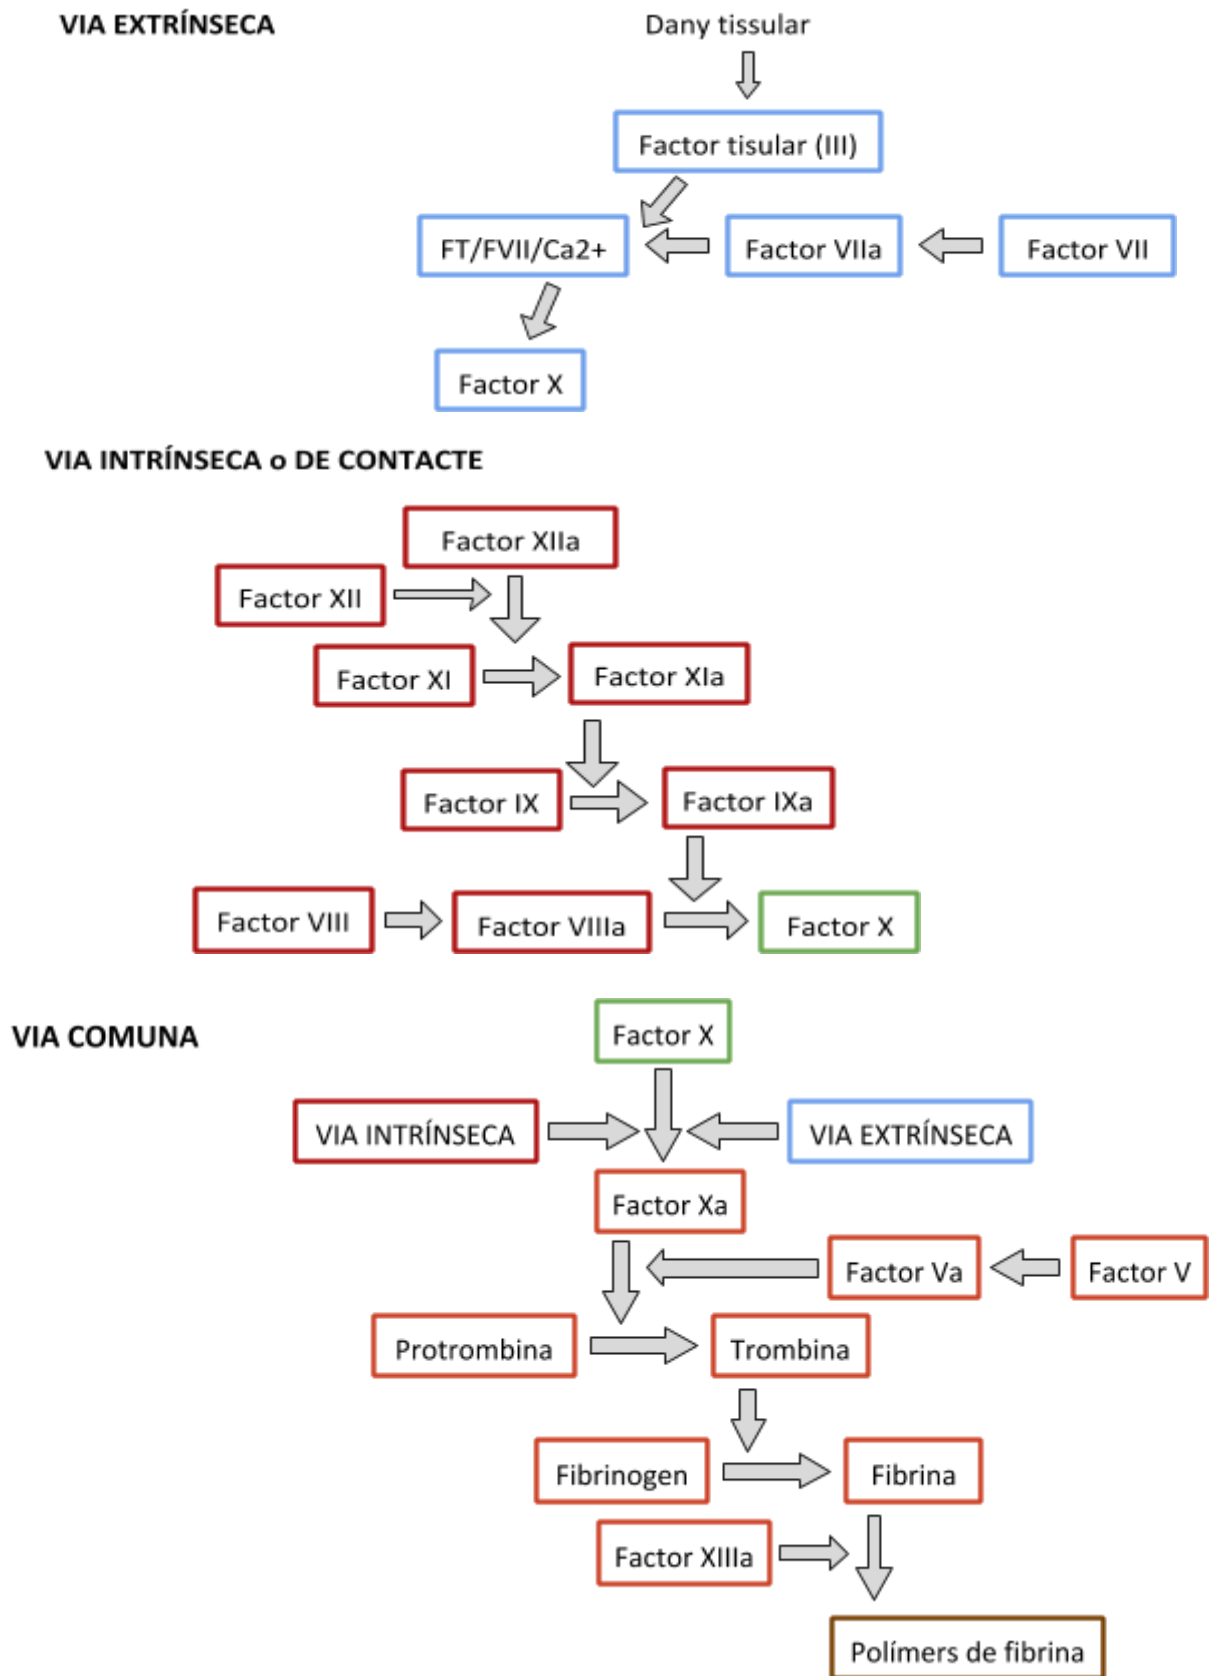 VIA EXTRÍNSECA
Dany tissular
Factor tisular (III)
FT/FVII/Ca2+
Factor VIIa
Factor VII
Factor X
VIA INTRÍNSECA o DE CONTACTE
Factor XIIa
Factor XII
Factor XI
Factor XIa
Factor IX
Factor IXa
Factor VIII
Factor VIIIa
Factor X
VIA COMUNA
Factor X
VIA INTRÍNSECA
VIA EXTRÍNSECA
Factor Xa
Factor Va
Factor V
Protrombina
Trombina
Fibrinogen
Fibrina
Factor XIIIa
Polímers de fibrina